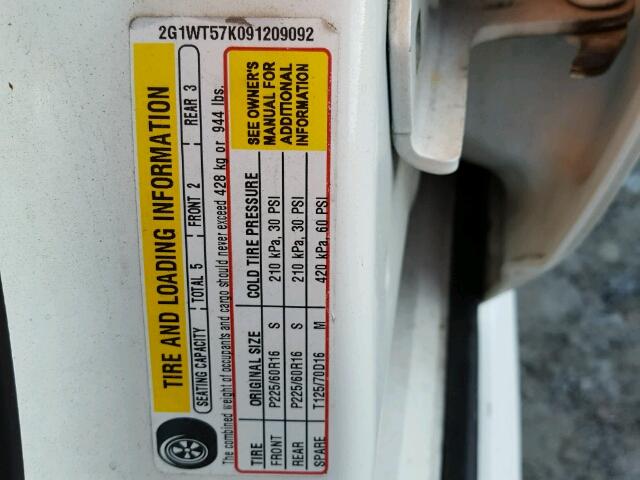 2G1WT57K091209092
TIRE AND LOADING INFORMATION
SEATING CAPACITY TOTAL 5 FRONT 2 REAR 3
The combined weight of occupants and cargo should never exceed 428 kg or 944 lbs.
TIRE ORIGINAL SIZE COLD TIRE PRESSURE
FRONT P225/60R16 S 210 kPa, 30 PSI
REAR P225/60R16 S 210 kPa, 30 PSI
SPARE T125/70D16 M 420 kPa, 60 PSI
SEE OWNER'S
MANUAL FOR
ADDITIONAL
INFORMATION